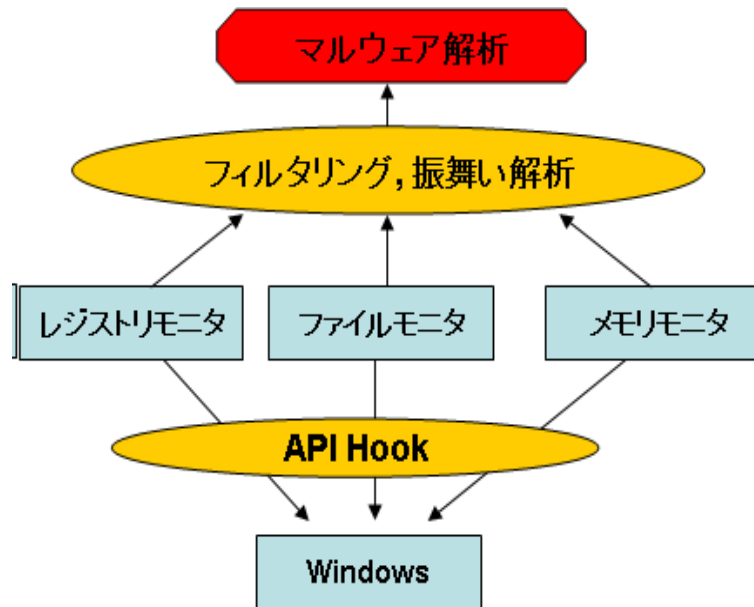 マルウェア解析
フィルタリング,振舞い解析
レジストリモニタ
ファイルモニタ
メモリモニタ
API Hook
Windows